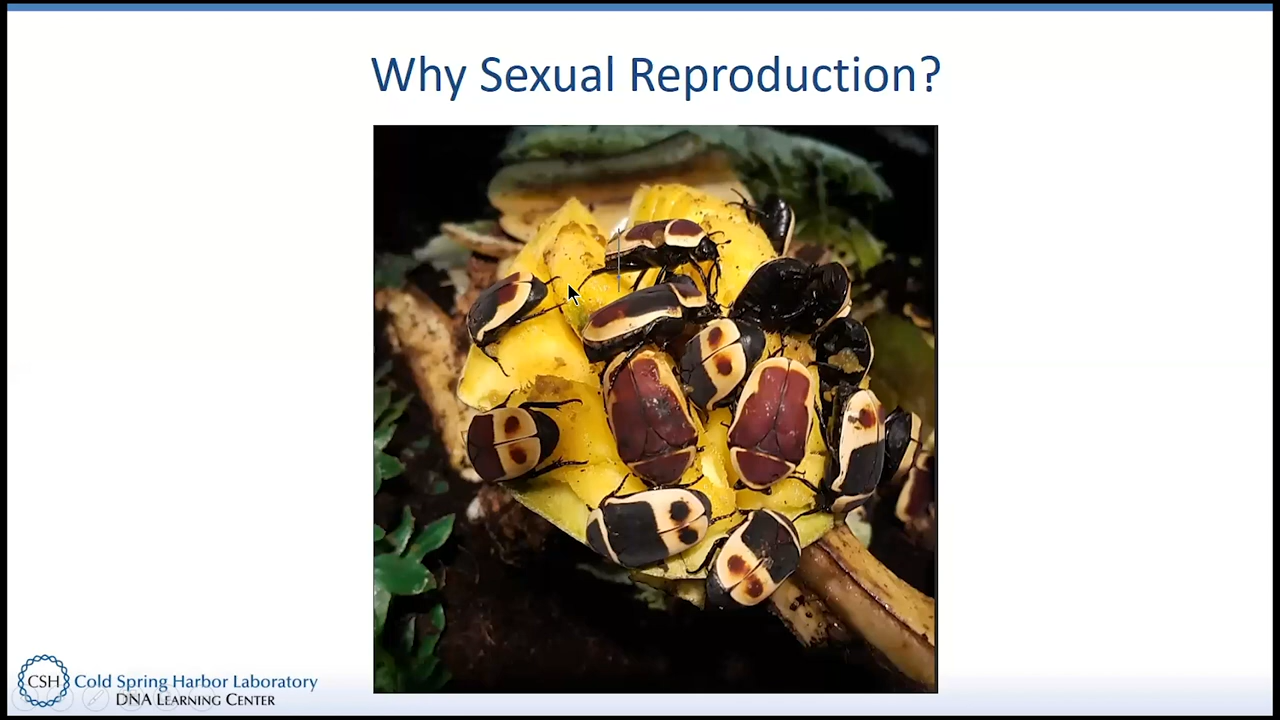 Why Sexual Reproduction?
CSH Cold Spring Harbor Laboratory
DNA LEARNING CENTER